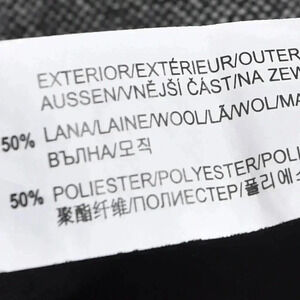 EXTERIOR/EXTÉRIEUR/OUTER
AUSSEN/VNĚJŠÍ ČÁST/NA ZEW
50% LANA/LAINE/WOOL/LÃ/WOL/MA
ВЪЛНА/모직
50% POLIESTER/POLYESTER/POLI
聚酯纤维/ПОЛИЕСТЕР/폴리에스